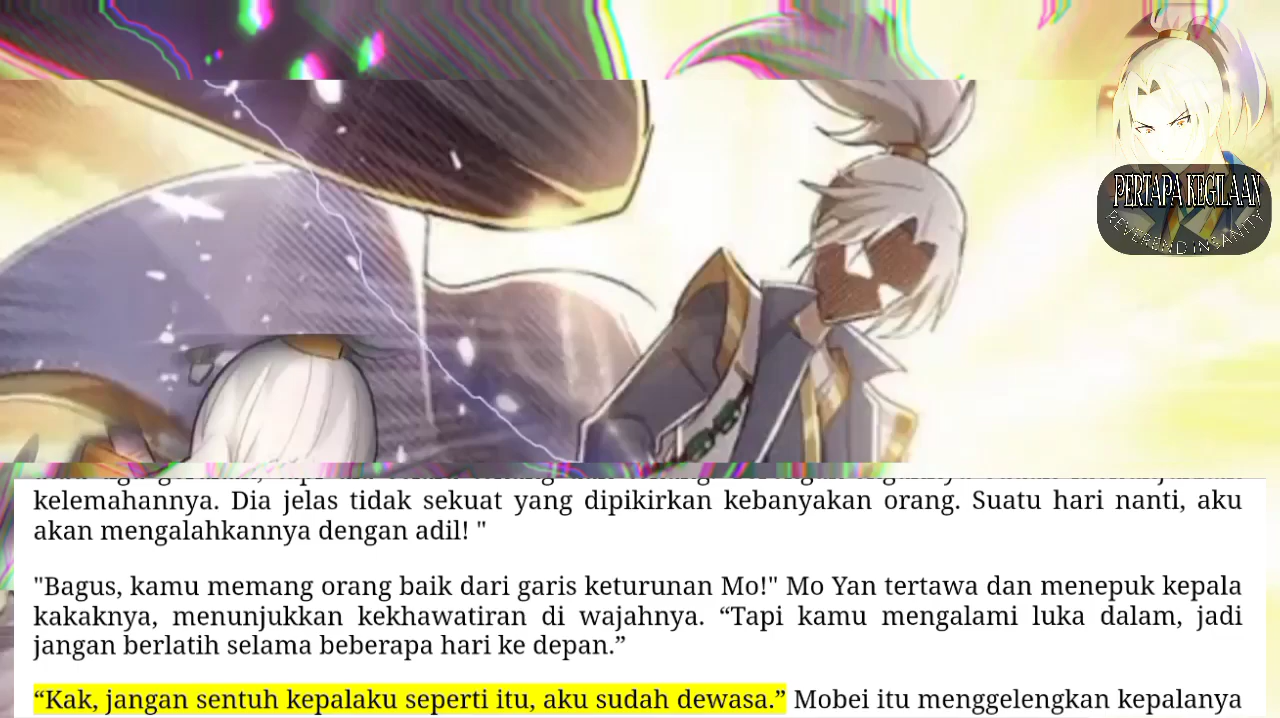 PERTAPA KEGILAAN
REVEREND INSANITY
kelemahannya. Dia jelas tidak sekuat yang dipikirkan kebanyakan orang. Suatu hari nanti, aku
akan mengalahkannya dengan adil! "
"Bagus, kamu memang orang baik dari garis keturunan Mo!" Mo Yan tertawa dan menepuk kepala
kakaknya, menunjukkan kekhawatiran di wajahnya. “Tapi kamu mengalami luka dalam, jadi
jangan berlatih selama beberapa hari ke depan.”
“Kak, jangan sentuh kepalaku seperti itu, aku sudah dewasa.” Mobei itu menggelengkan kepalanya